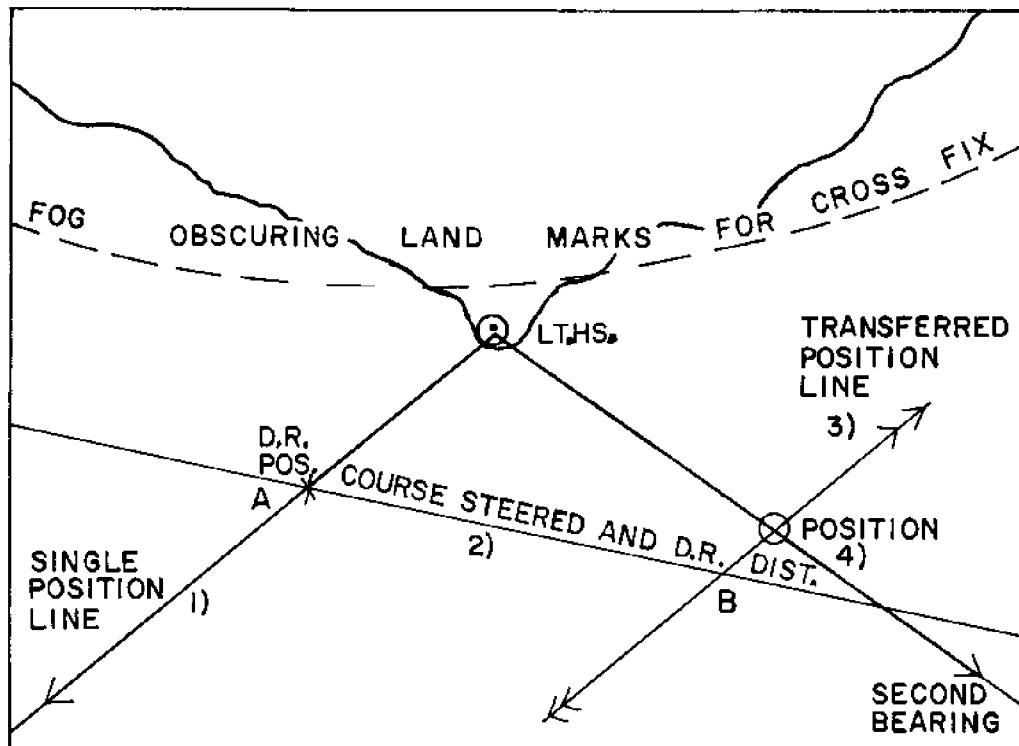 FOG OBSCURING LAND MARKS FOR CROSS FIX
LT.HS.
TRANSFERRED
POSITION
LINE
3)
D.R.
POS.
A
COURSE STEERED AND D.R. DIST.
2)
POSITION
4)
B
SINGLE
POSITION
LINE
1)
SECOND
BEARING